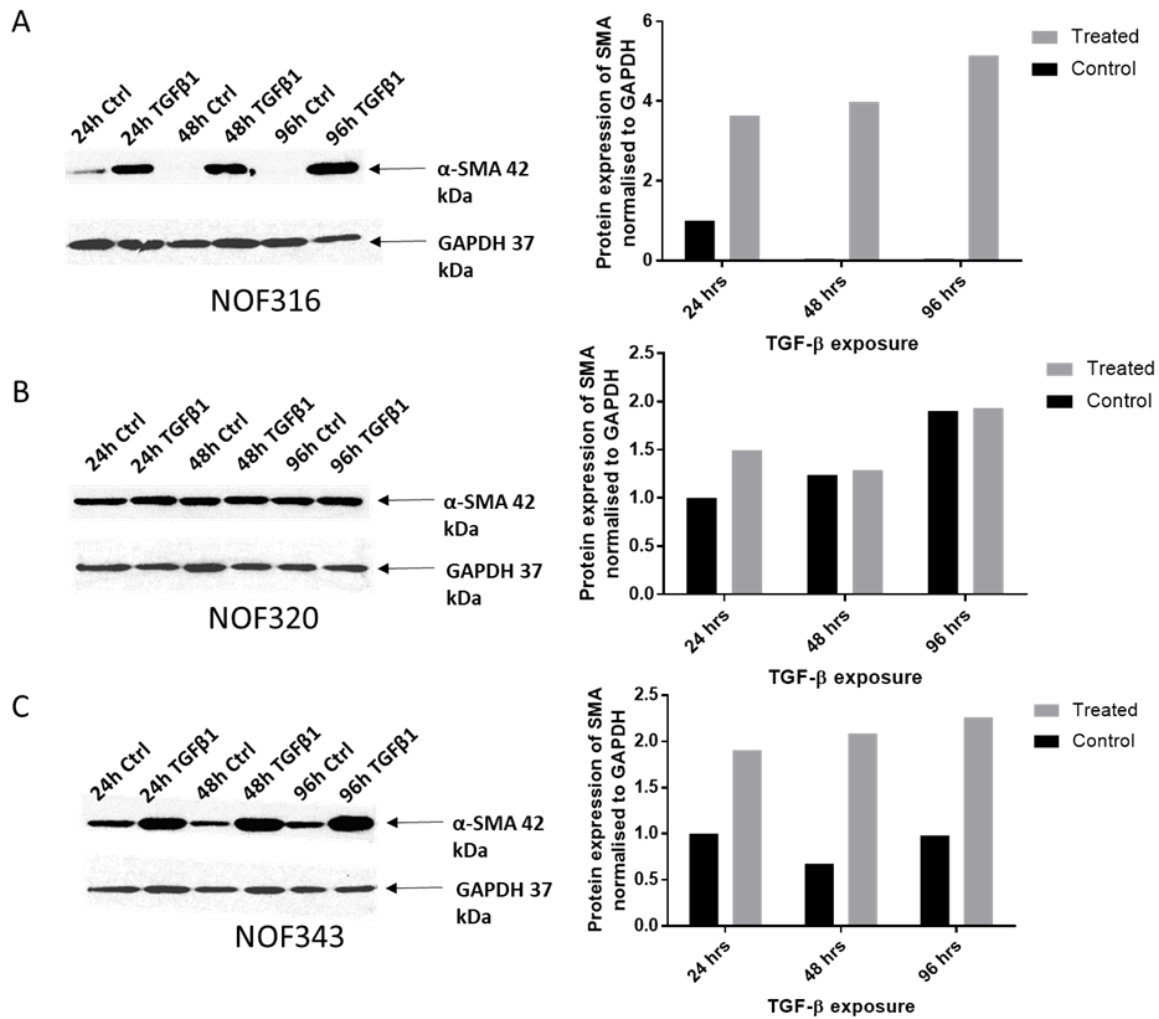 A
24h Ctrl
24h TGFβ1
48h Ctrl
48h TGFβ1
96h Ctrl
96h TGFβ1
α-SMA 42
kDa
GAPDH 37
kDa
NOF316
Protein expression of SMA
normalised to GAPDH
6
4
2
0
24 hrs
48 hrs
96 hrs
TGF-β exposure
Treated
Control
B
24h Ctrl
24h TGFβ1
48h Ctrl
48h TGFβ1
96h Ctrl
96h TGFβ1
α-SMA 42
kDa
GAPDH 37
kDa
NOF320
Protein expression of SMA
normalised to GAPDH
2.5
2.0
1.5
1.0
0.5
0.0
24 hrs
48 hrs
96 hrs
TGF-β exposure
Treated
Control
C
24h Ctrl
24h TGFβ1
48h Ctrl
48h TGFβ1
96h Ctrl
96h TGFβ1
α-SMA 42
kDa
GAPDH 37
kDa
NOF343
Protein expression of SMA
normalised to GAPDH
2.5
2.0
1.5
1.0
0.5
0.0
24 hrs
48 hrs
96 hrs
TGF-β exposure
Treated
Control